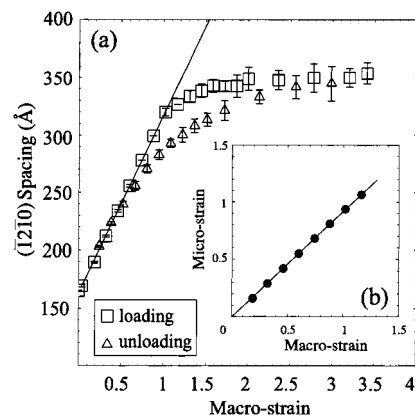 (a)
400
350
300
250
200
150
(1̄21̄0) Spacing (Å)
□ loading
△ unloading
0.5
1
1.5
2
2.5
3
3.5
4
Macro-strain
(b)
1.5
1
.5
Micro-strain
0
.5
1
1.5
Macro-strain